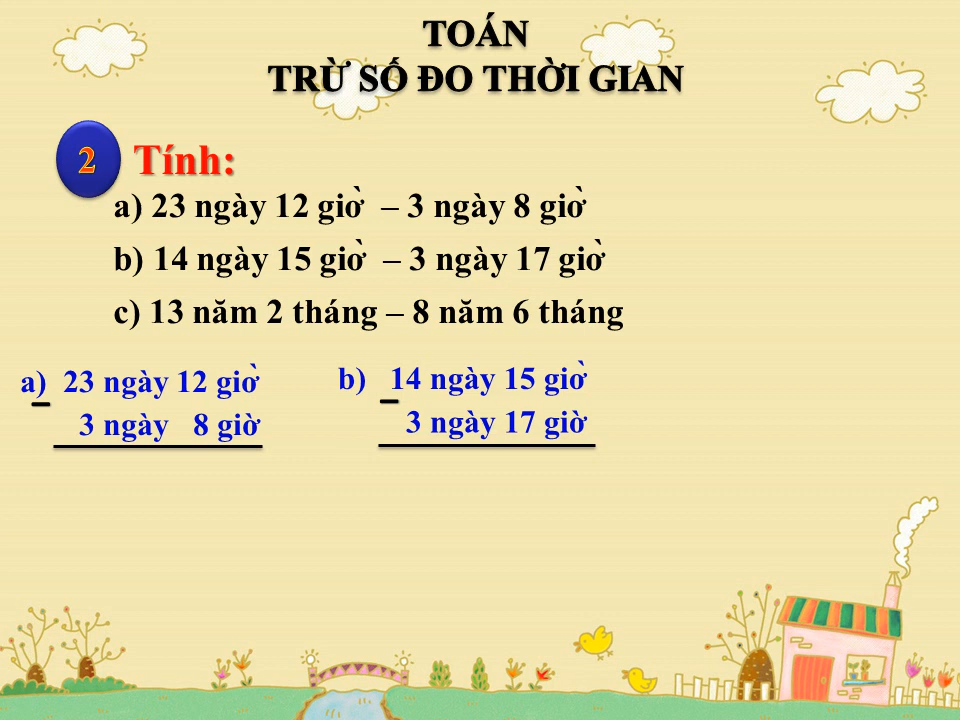 TOÁN
TRỪ SỐ ĐO THỜI GIAN
2 Tính:
a) 23 ngày 12 giờ – 3 ngày 8 giờ
b) 14 ngày 15 giờ – 3 ngày 17 giờ
c) 13 năm 2 tháng – 8 năm 6 tháng
a) 23 ngày 12 giờ
–
3 ngày 8 giờ
b) 14 ngày 15 giờ
–
3 ngày 17 giờ